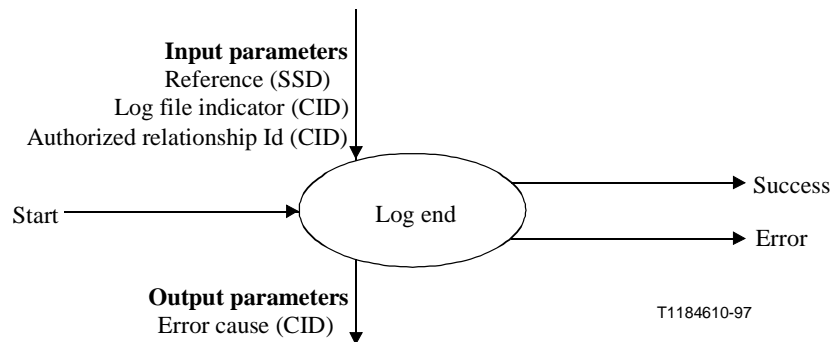 Input parameters
Reference (SSD)
Log file indicator (CID)
Authorized relationship Id (CID)
Start
Log end
Success
Error
Output parameters
Error cause (CID)
T1184610-97